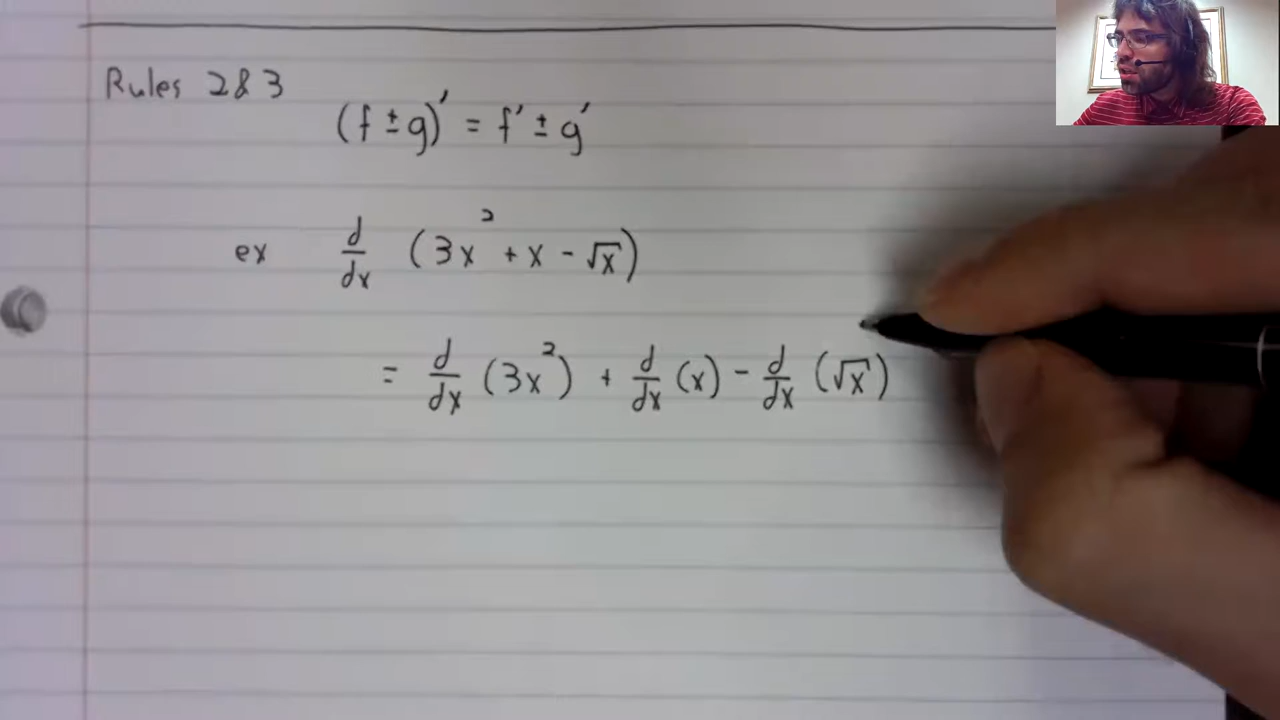 Rules 2&3
(f ± g)' = f' ± g'
ex d/dx (3x² + x - √x)
= d/dx (3x²) + d/dx (x) - d/dx (√x)